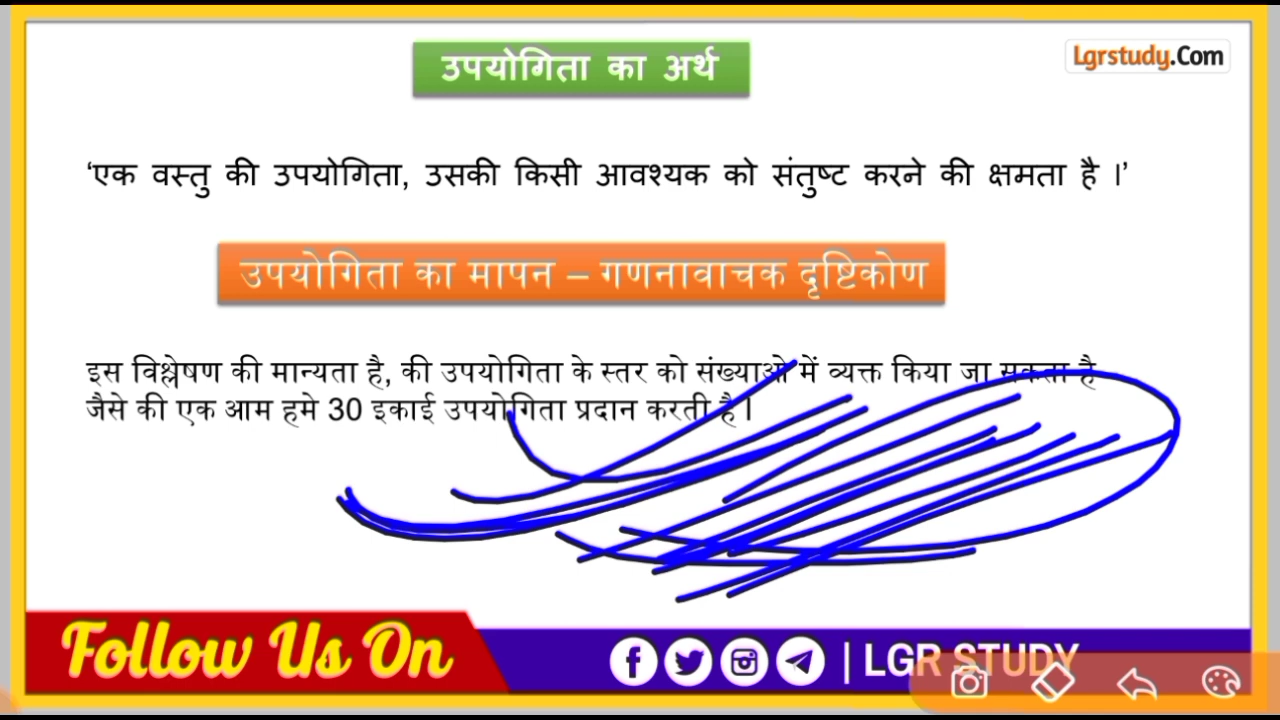 उपयोगिता का अर्थ
Lgrstudy.Com
‘एक वस्तु की उपयोगिता, उसकी किसी आवश्यक को संतुष्ट करने की क्षमता है ।’
उपयोगिता का मापन – गणनावाचक दृष्टिकोण
इस विश्लेषण की मान्यता है, की उपयोगिता के स्तर को संख्याओ में व्यक्त किया जा सकता है
जैसे की एक आम हमे 30 इकाई उपयोगिता प्रदान करती है ।
Follow Us On
| LGR STUDY